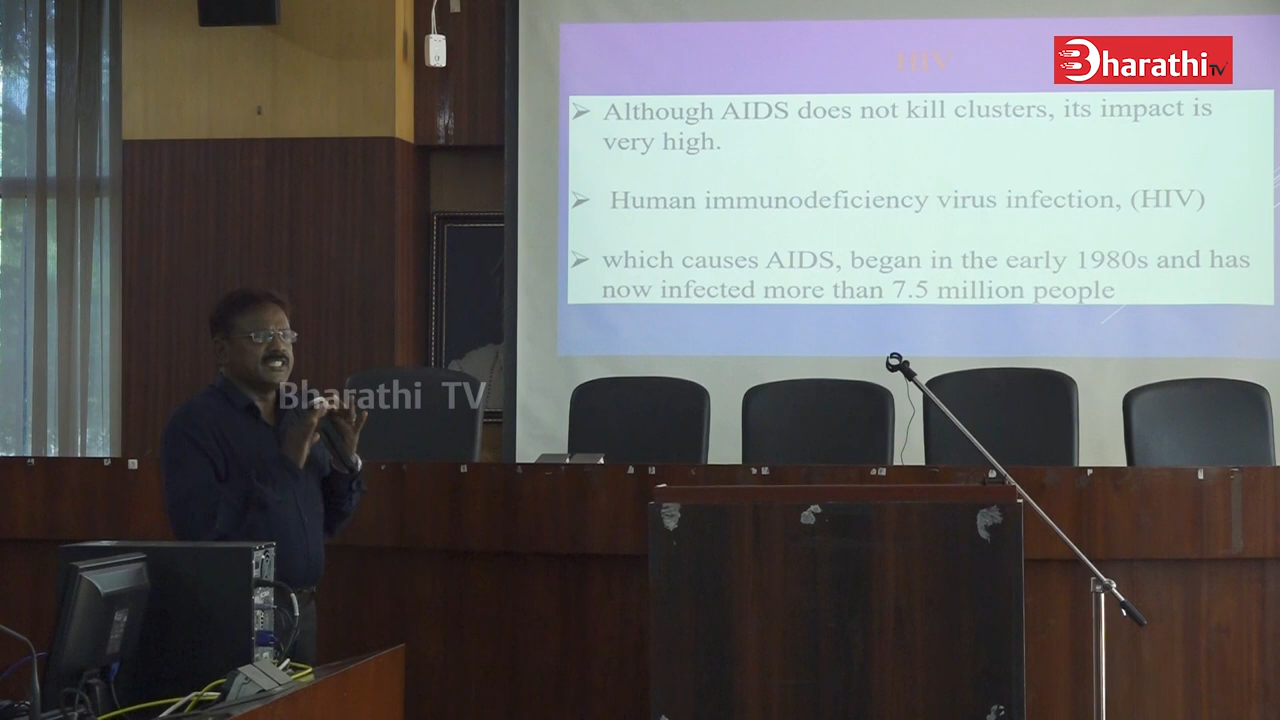 HIV
Bharathi TV
Although AIDS does not kill clusters, its impact is
very high.
Human immunodeficiency virus infection, (HIV)
which causes AIDS, began in the early 1980s and has
now infected more than 7.5 million people
Bharathi TV